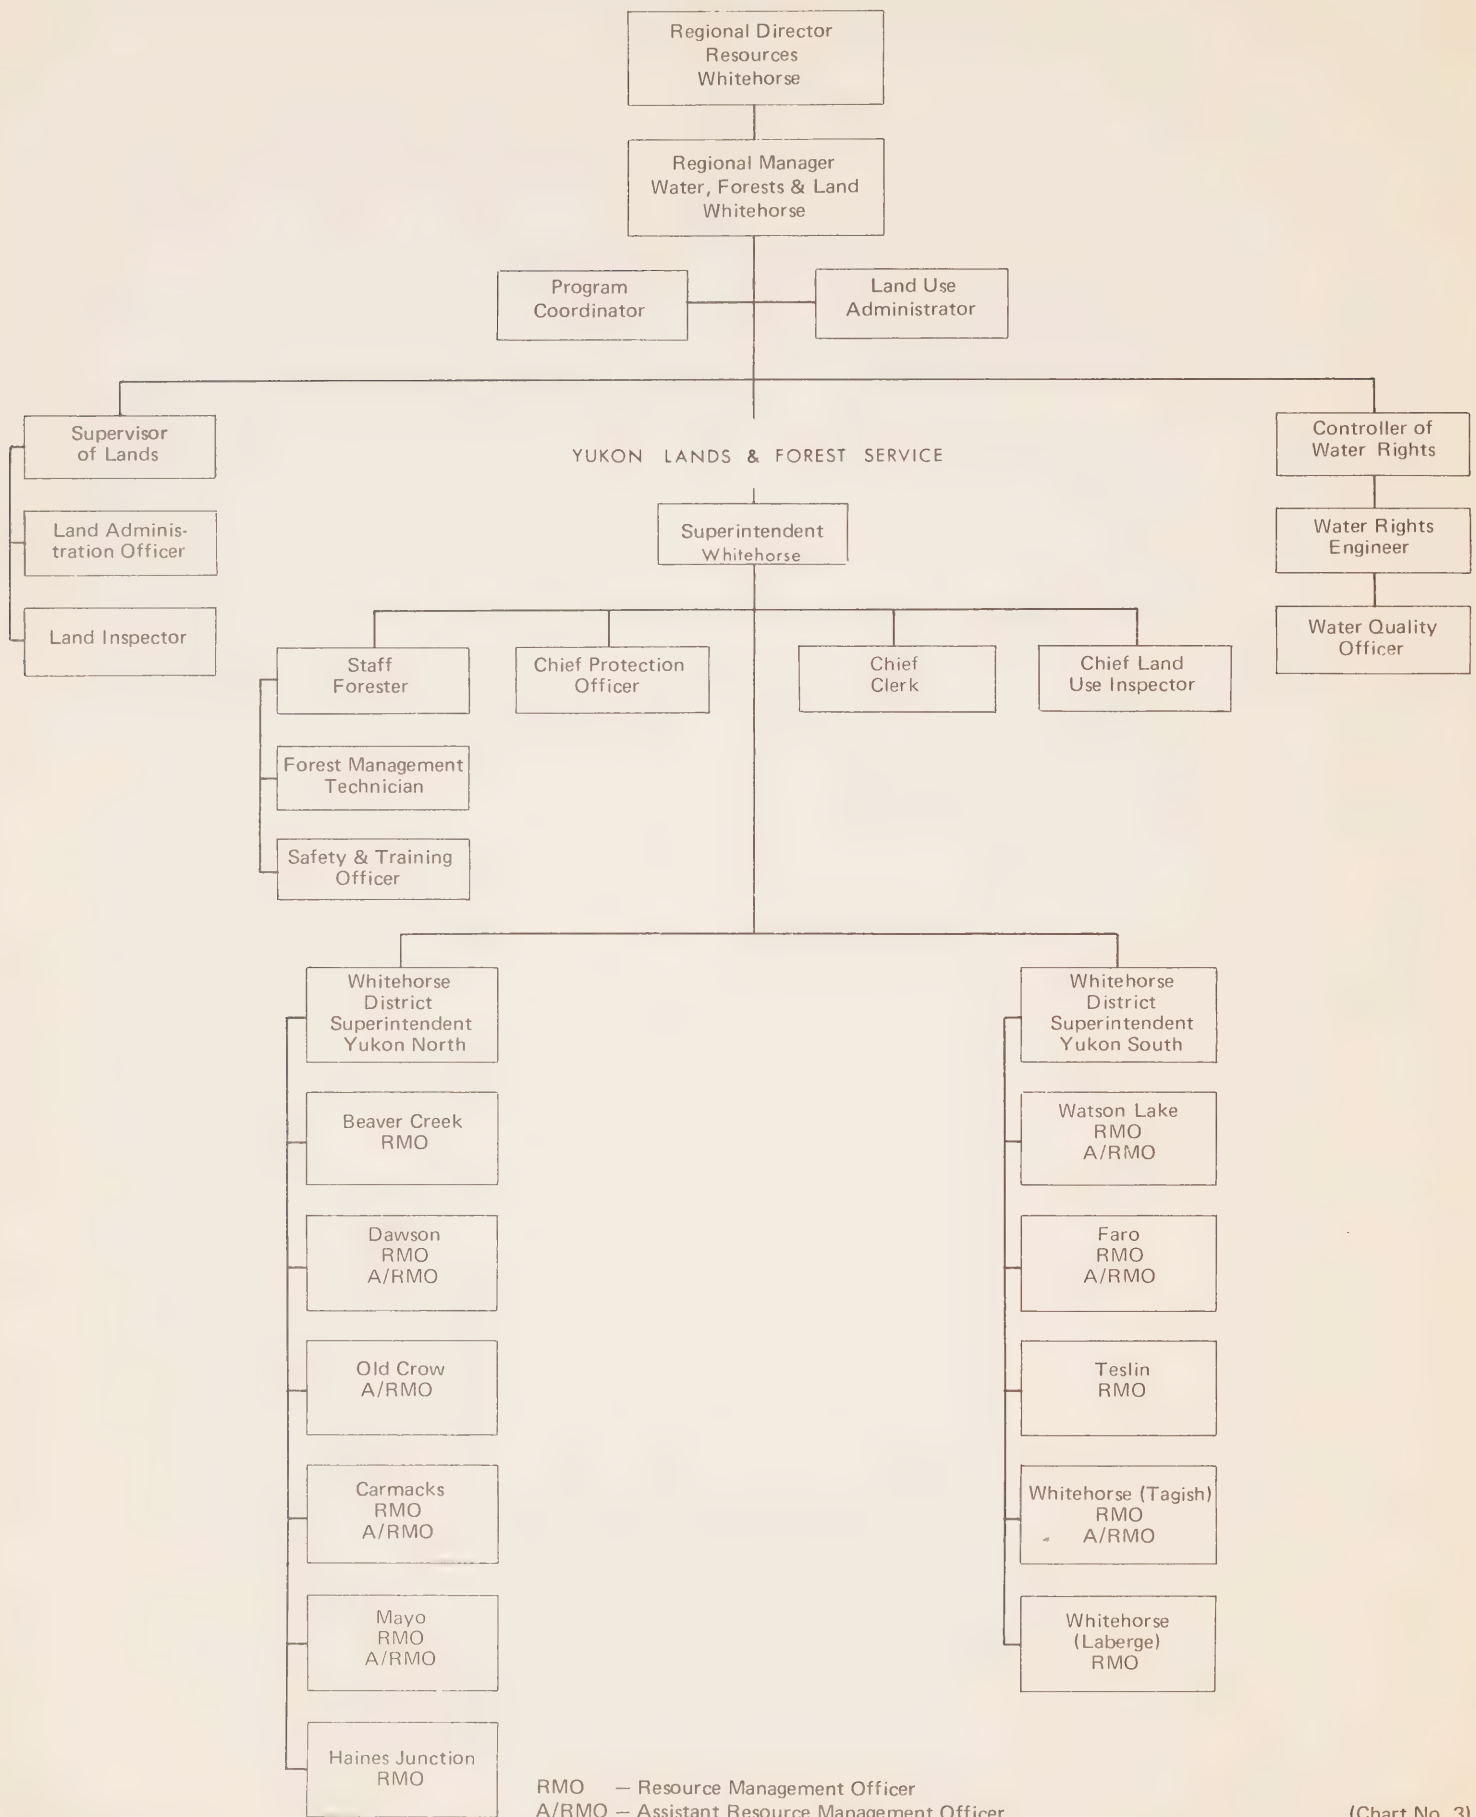 Regional Director
Resources
Whitehorse
Regional Manager
Water, Forests & Land
Whitehorse
Program
Coordinator
Land Use
Administrator
Supervisor
of Lands
Land Adminis-
tration Officer
Land Inspector
YUKON LANDS & FOREST SERVICE
Superintendent
Whitehorse
Controller of
Water Rights
Water Rights
Engineer
Water Quality
Officer
Staff
Forester
Forest Management
Technician
Safety & Training
Officer
Chief Protection
Officer
Chief
Clerk
Chief Land
Use Inspector
Whitehorse
District
Superintendent
Yukon North
Beaver Creek
RMO
Dawson
RMO
A/RMO
Old Crow
A/RMO
Carmacks
RMO
A/RMO
Mayo
RMO
A/RMO
Haines Junction
RMO
Whitehorse
District
Superintendent
Yukon South
Watson Lake
RMO
A/RMO
Faro
RMO
A/RMO
Teslin
RMO
Whitehorse (Tagish)
RMO
A/RMO
Whitehorse
(Laberge)
RMO
RMO — Resource Management Officer
A/RMO — Assistant Resource Management Officer
(Chart No. 3)